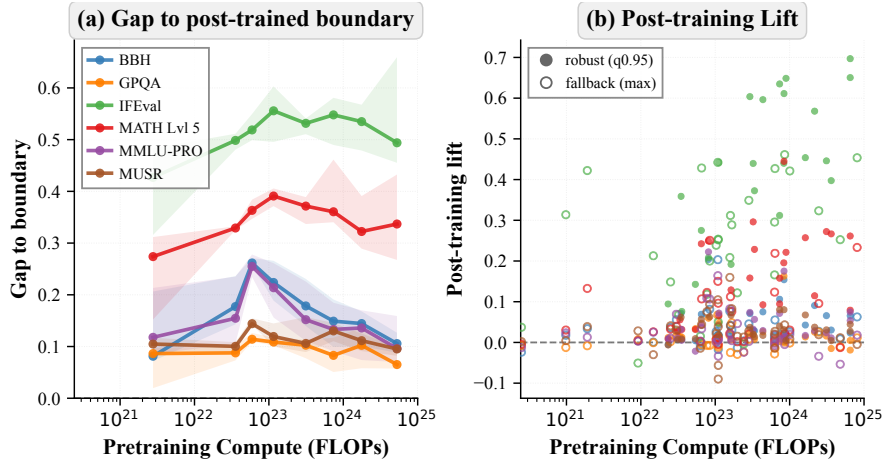 (a) Gap to post-trained boundary
Gap to boundary
0.6
0.5
0.4
0.3
0.2
0.1
0.0
BBH
GPQA
IFEval
MATH Lvl 5
MMLU-PRO
MUSR
10^21
10^22
10^23
10^24
10^25
Pretraining Compute (FLOPs)
(b) Post-training Lift
Post-training lift
0.7
0.6
0.5
0.4
0.3
0.2
0.1
0.0
−0.1
robust (q0.95)
fallback (max)
10^21
10^22
10^23
10^24
10^25
Pretraining Compute (FLOPs)